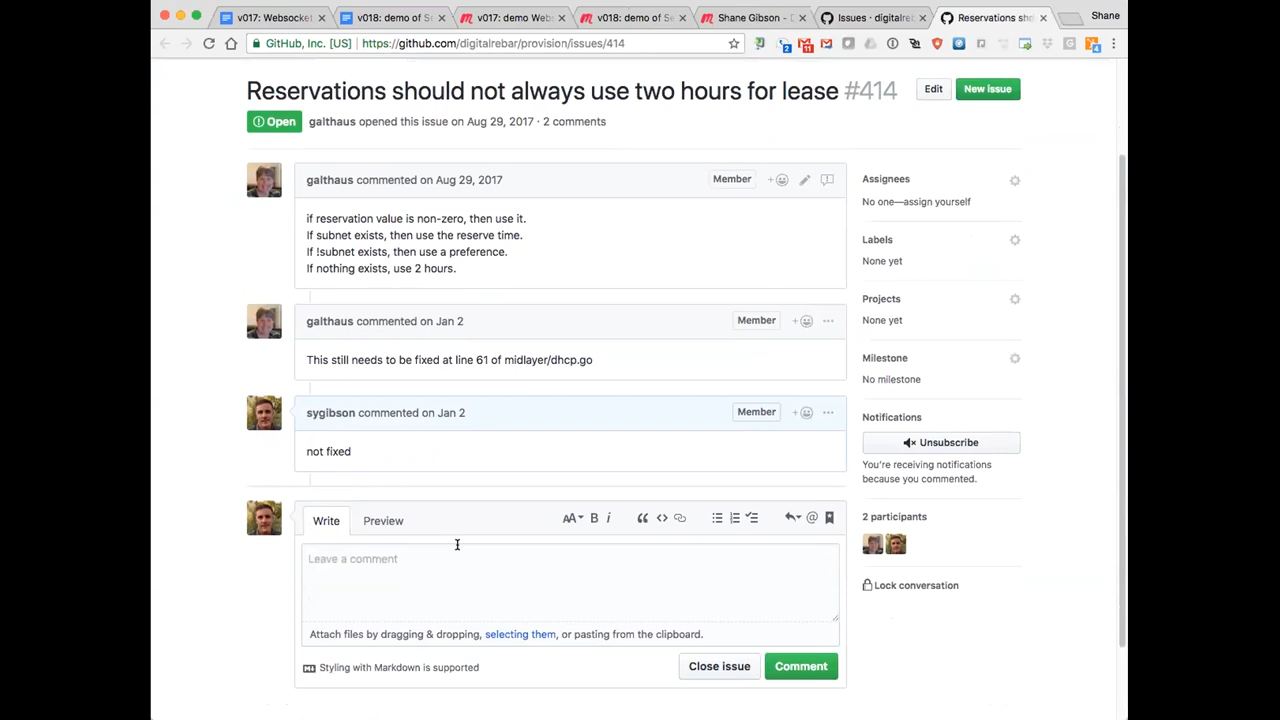 v017: Websocket
v018: demo of S
v017: demo Web
v018: demo of Se
Shane Gibson - D
Issues · digitalre
Reservations sho
Shane
GitHub, Inc. [US]
https://github.com/digitalrebar/provision/issues/414
2
11
4
Reservations should not always use two hours for lease #414
Edit
New issue
Open
galthaus opened this issue on Aug 29, 2017 · 2 comments
galthaus commented on Aug 29, 2017
Member
if reservation value is non-zero, then use it.
If subnet exists, then use the reserve time.
If !subnet exists, then use a preference.
If nothing exists, use 2 hours.
galthaus commented on Jan 2
Member
This still needs to be fixed at line 61 of midlayer/dhcp.go
sygibson commented on Jan 2
Member
not fixed
Write
Preview
AA
B
i
@
Leave a comment
Attach files by dragging & dropping, selecting them, or pasting from the clipboard.
Styling with Markdown is supported
Close issue
Comment
Assignees
No one—assign yourself
Labels
None yet
Projects
None yet
Milestone
No milestone
Notifications
Unsubscribe
You're receiving notifications
because you commented.
2 participants
Lock conversation